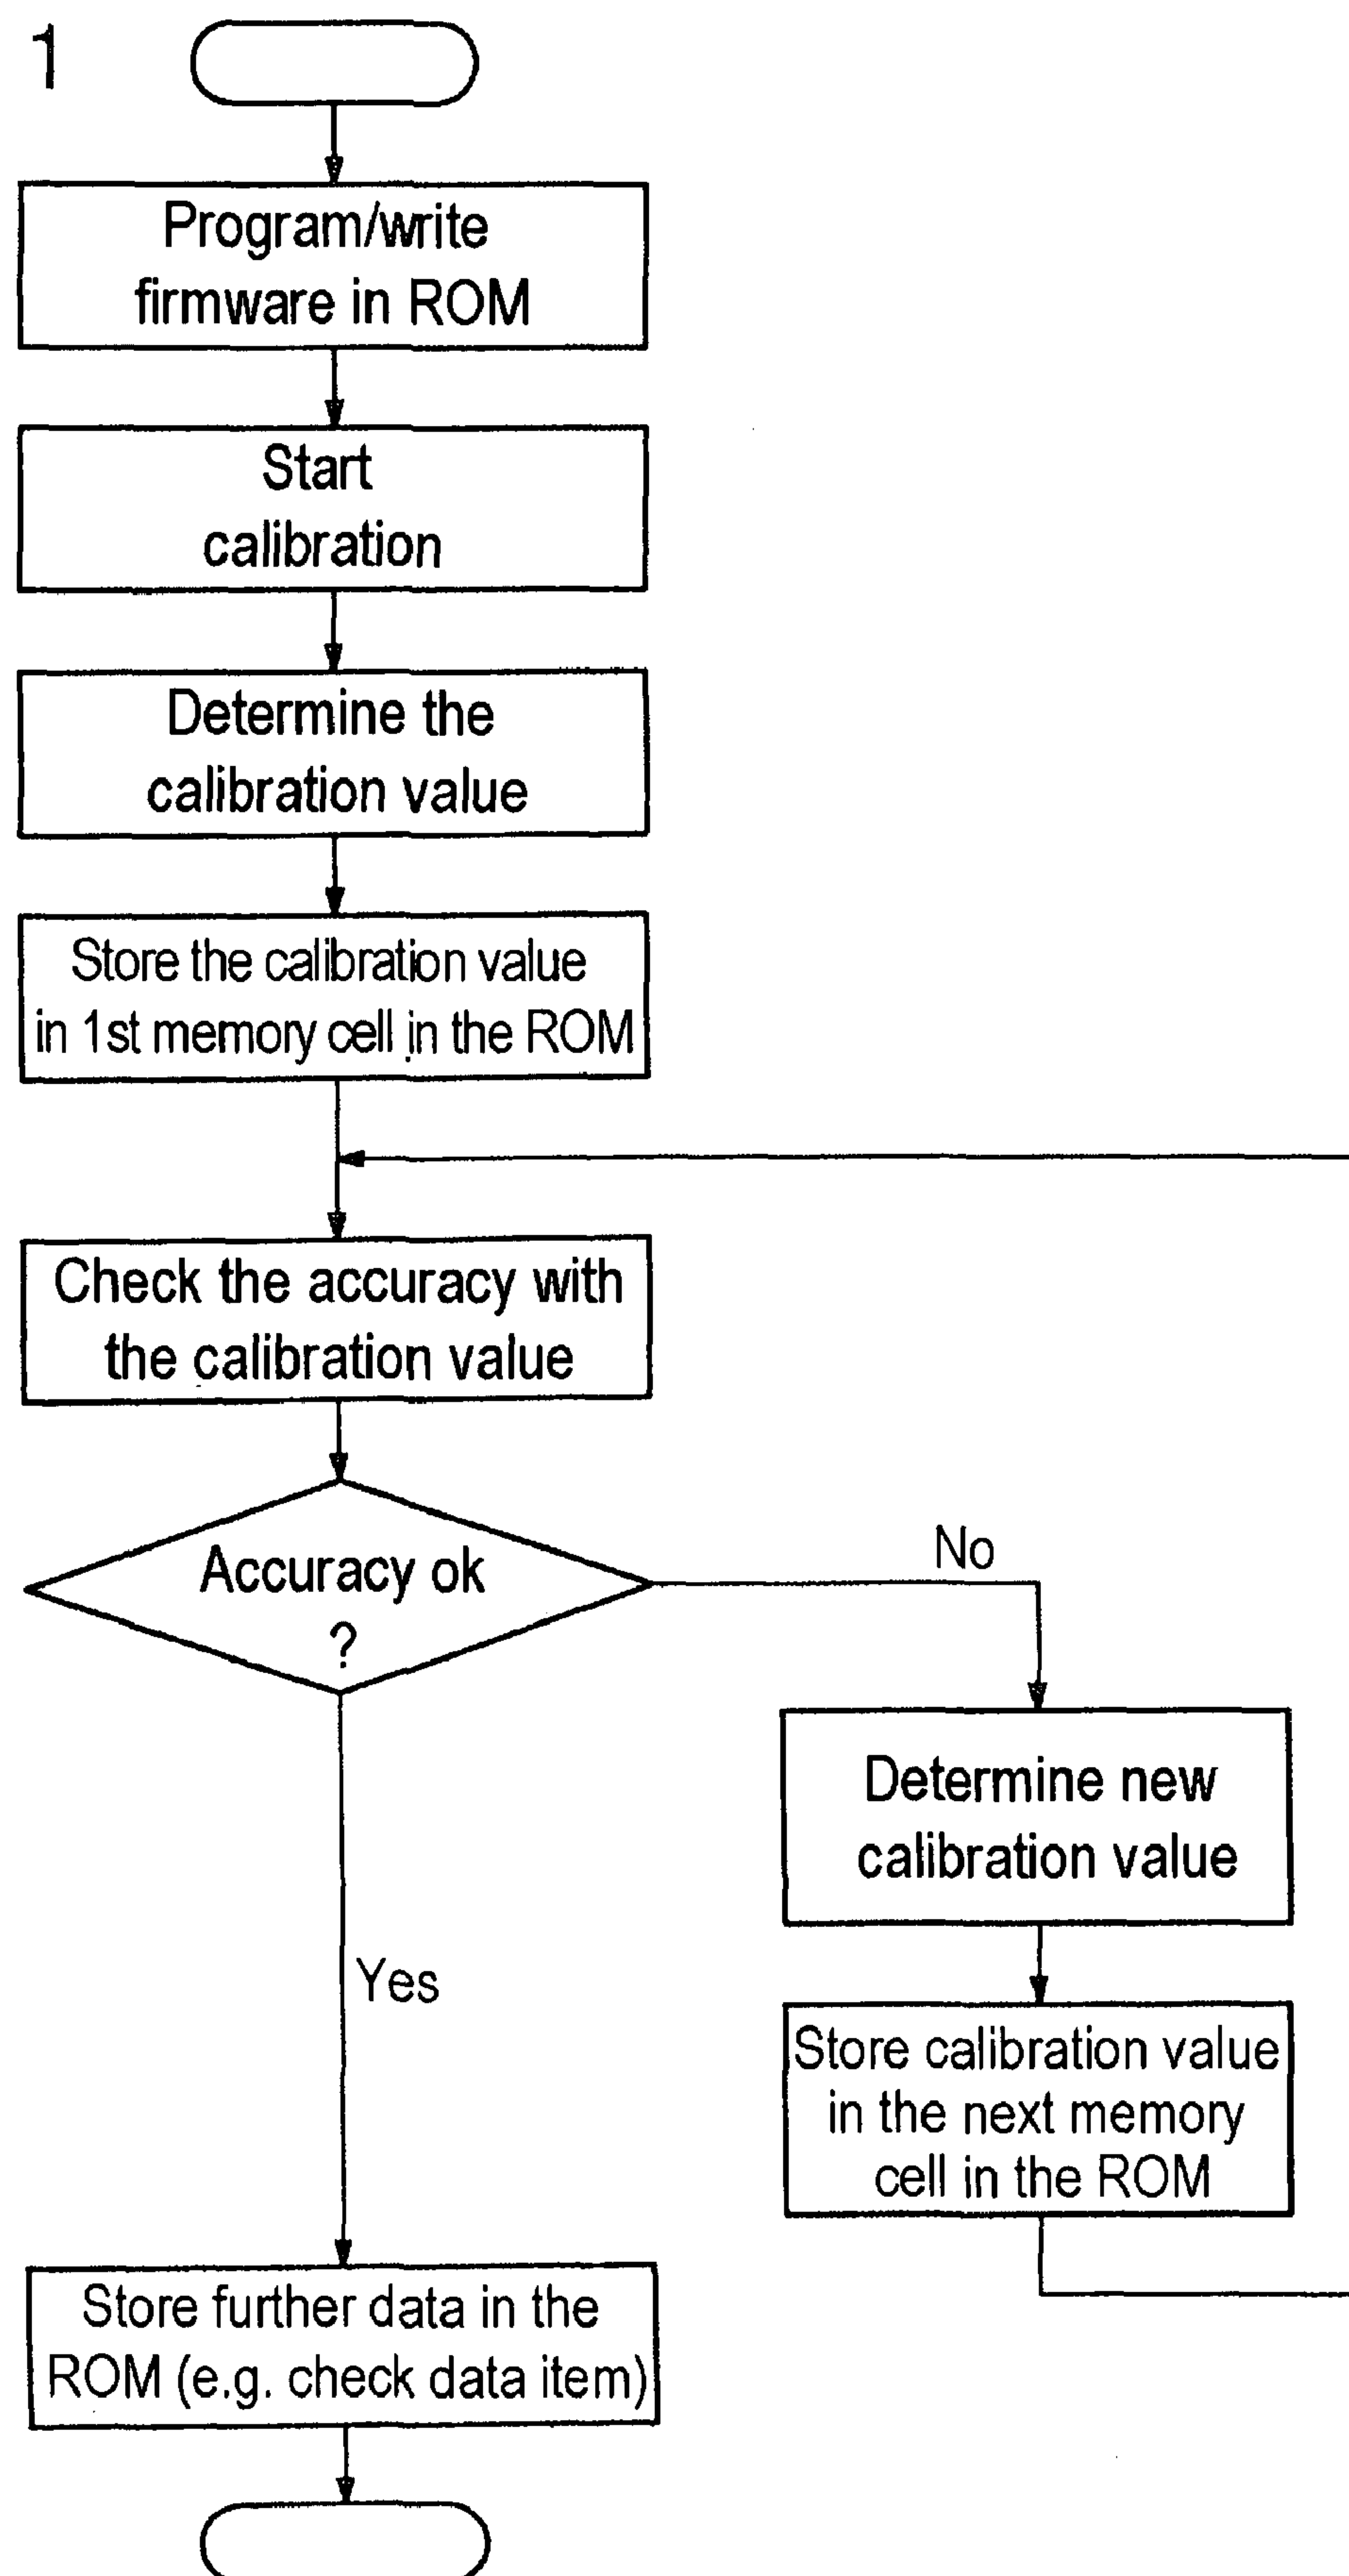 1
Program/write
firmware in ROM
Start
calibration
Determine the
calibration value
Store the calibration value
in 1st memory cell in the ROM
Check the accuracy with
the calibration value
Accuracy ok
?
No
Determine new
calibration value
Yes
Store calibration value
in the next memory
cell in the ROM
Store further data in the
ROM (e.g. check data item)